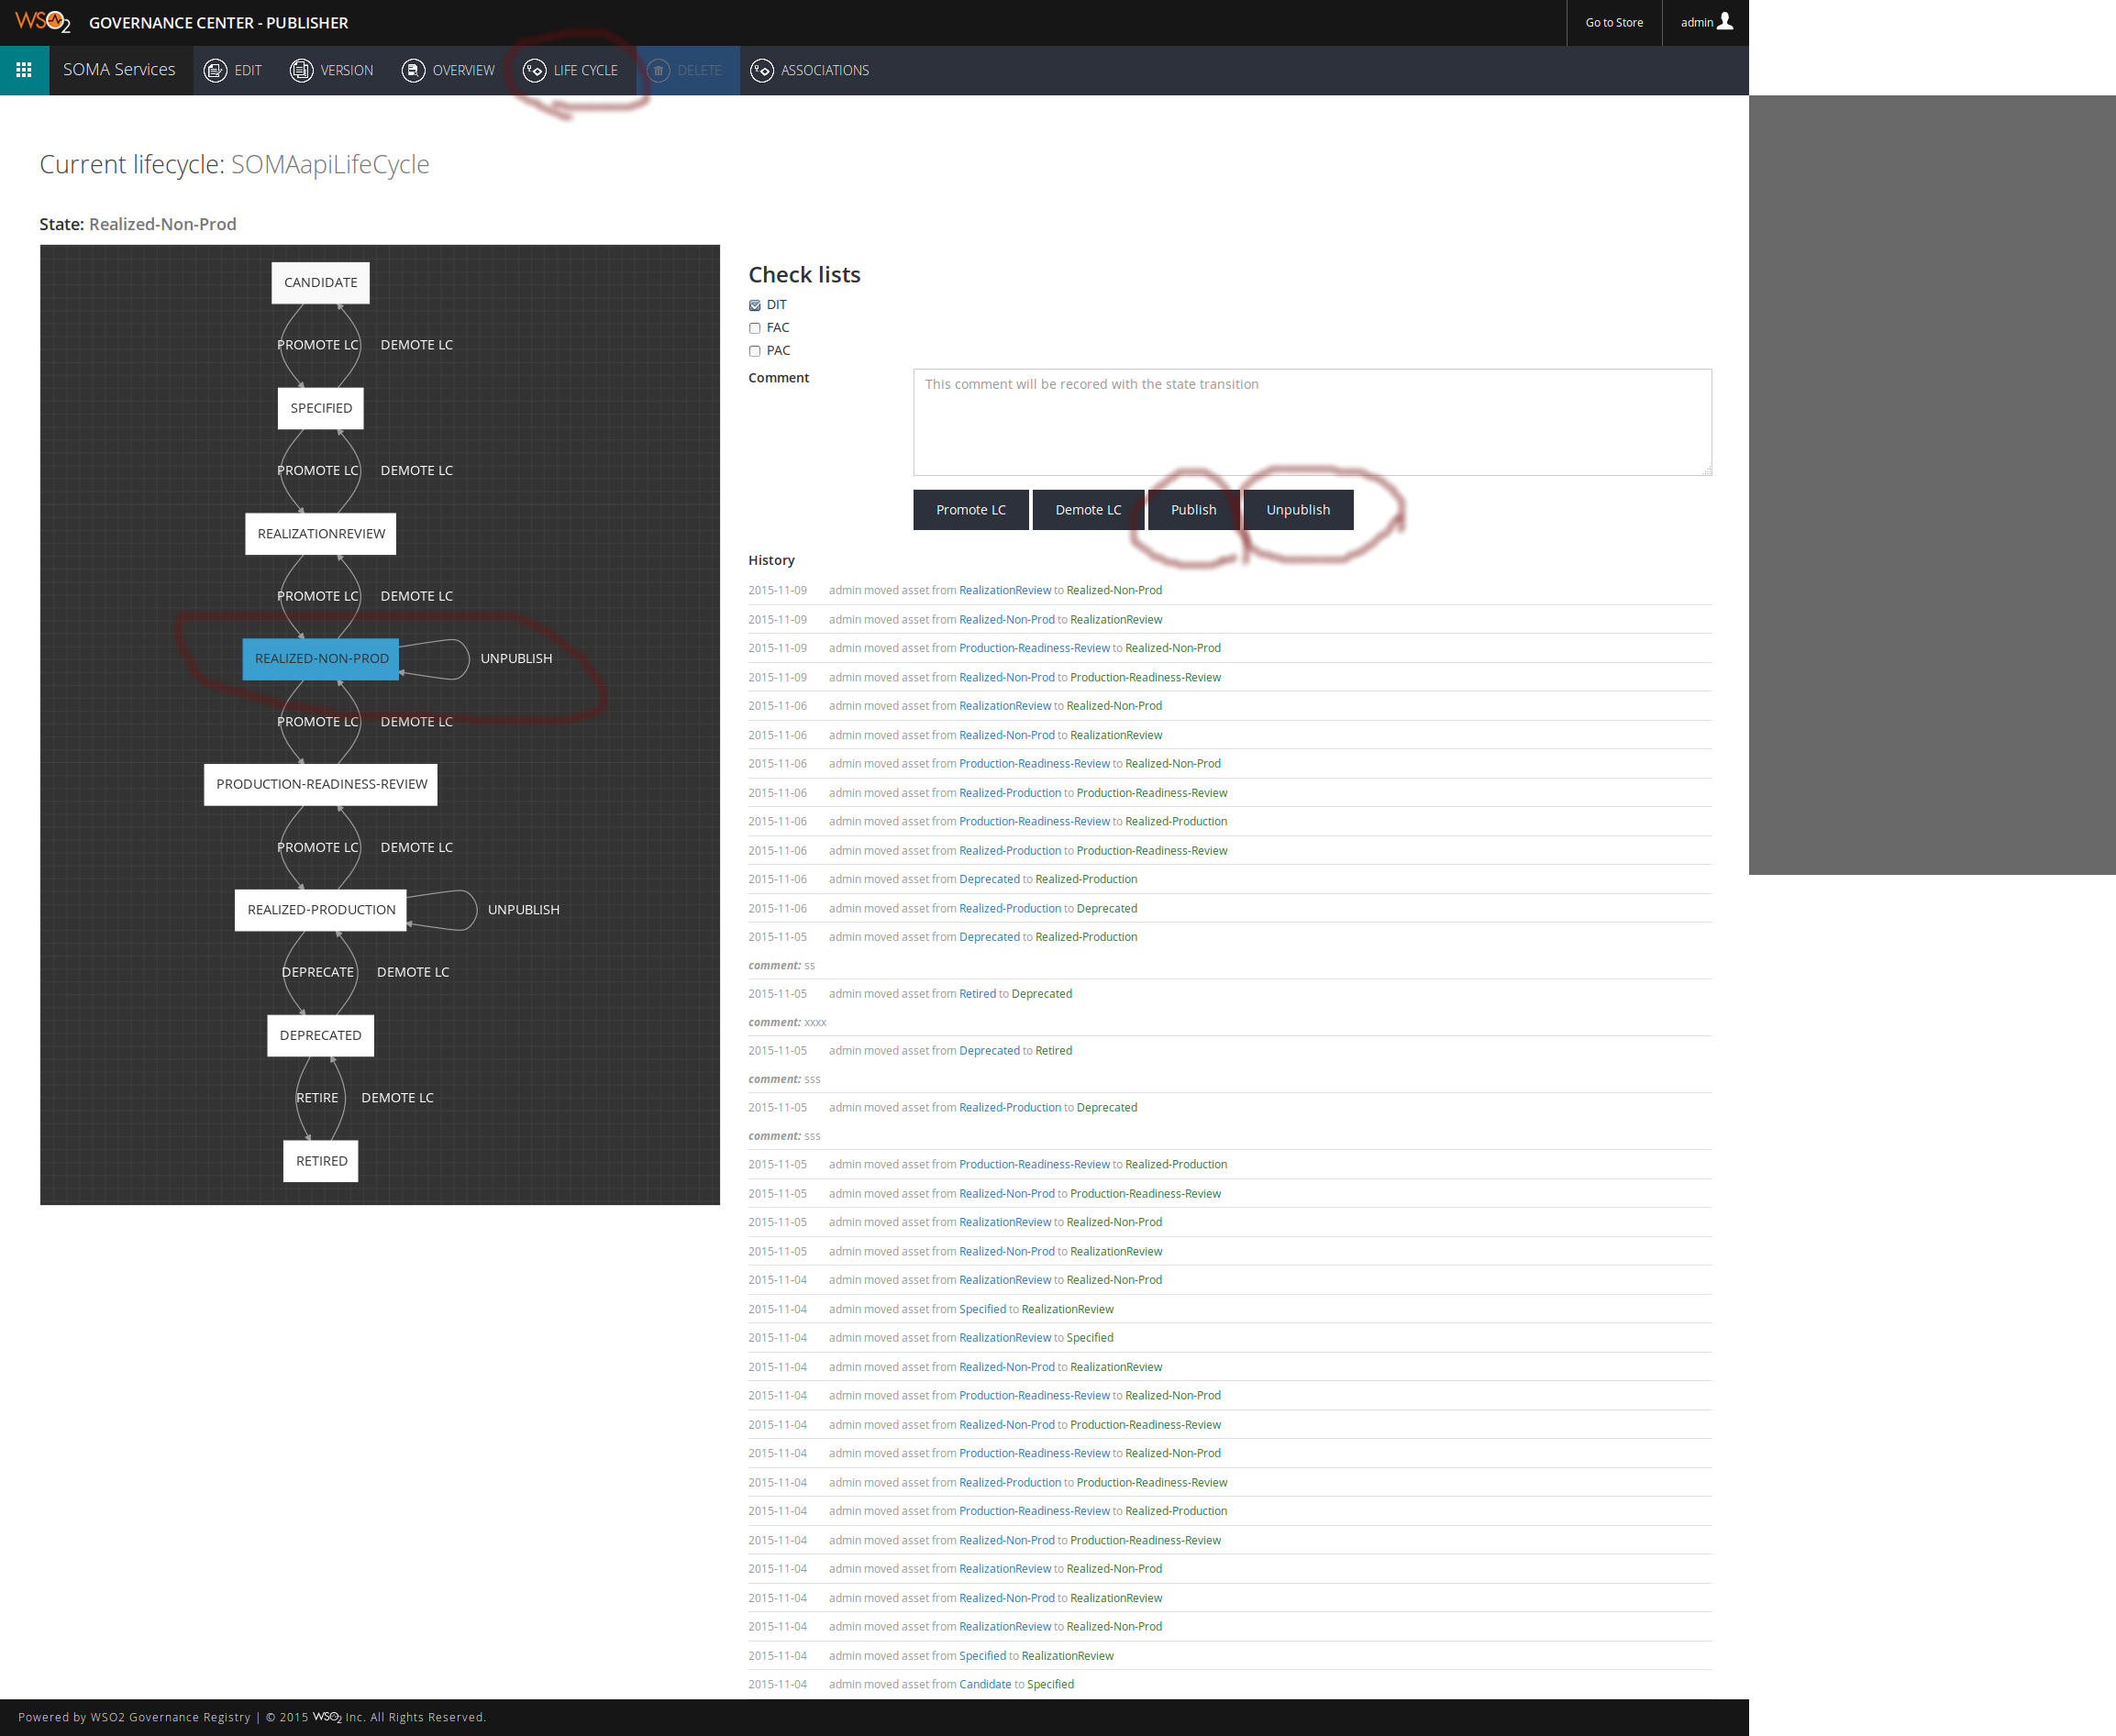 WSO2 GOVERNANCE CENTER - PUBLISHER Go to Store admin
SOMA Services EDIT VERSION OVERVIEW LIFE CYCLE DELETE ASSOCIATIONS
Current lifecycle: SOMAapiLifeCycle
State: Realized-Non-Prod
CANDIDATE
PROMOTE LC DEMOTE LC
SPECIFIED
PROMOTE LC DEMOTE LC
REALIZATIONREVIEW
PROMOTE LC DEMOTE LC
REALIZED-NON-PROD UNPUBLISH
PROMOTE LC DEMOTE LC
PRODUCTION-READINESS-REVIEW
PROMOTE LC DEMOTE LC
REALIZED-PRODUCTION UNPUBLISH
DEPRECATE DEMOTE LC
DEPRECATED
RETIRE DEMOTE LC
RETIRED
Check lists
DIT
FAC
PAC
Comment
This comment will be recored with the state transition
Promote LC Demote LC Publish Unpublish
History
2015-11-09 admin moved asset from RealizationReview to Realized-Non-Prod
2015-11-09 admin moved asset from Realized-Non-Prod to RealizationReview
2015-11-09 admin moved asset from Production-Readiness-Review to Realized-Non-Prod
2015-11-09 admin moved asset from Realized-Non-Prod to Production-Readiness-Review
2015-11-06 admin moved asset from RealizationReview to Realized-Non-Prod
2015-11-06 admin moved asset from Realized-Non-Prod to RealizationReview
2015-11-06 admin moved asset from Production-Readiness-Review to Realized-Non-Prod
2015-11-06 admin moved asset from Realized-Production to Production-Readiness-Review
2015-11-06 admin moved asset from Production-Readiness-Review to Realized-Production
2015-11-06 admin moved asset from Realized-Production to Production-Readiness-Review
2015-11-06 admin moved asset from Deprecated to Realized-Production
2015-11-06 admin moved asset from Realized-Production to Deprecated
2015-11-05 admin moved asset from Deprecated to Realized-Production
comment: ss
2015-11-05 admin moved asset from Retired to Deprecated
comment: xxxx
2015-11-05 admin moved asset from Deprecated to Retired
comment: sss
2015-11-05 admin moved asset from Realized-Production to Deprecated
comment: sss
2015-11-05 admin moved asset from Production-Readiness-Review to Realized-Production
2015-11-05 admin moved asset from Realized-Non-Prod to Production-Readiness-Review
2015-11-05 admin moved asset from RealizationReview to Realized-Non-Prod
2015-11-05 admin moved asset from Realized-Non-Prod to RealizationReview
2015-11-04 admin moved asset from RealizationReview to Realized-Non-Prod
2015-11-04 admin moved asset from Specified to RealizationReview
2015-11-04 admin moved asset from RealizationReview to Specified
2015-11-04 admin moved asset from Realized-Non-Prod to RealizationReview
2015-11-04 admin moved asset from Production-Readiness-Review to Realized-Non-Prod
2015-11-04 admin moved asset from Realized-Non-Prod to Production-Readiness-Review
2015-11-04 admin moved asset from Production-Readiness-Review to Realized-Non-Prod
2015-11-04 admin moved asset from Realized-Production to Production-Readiness-Review
2015-11-04 admin moved asset from Production-Readiness-Review to Realized-Production
2015-11-04 admin moved asset from Realized-Non-Prod to Production-Readiness-Review
2015-11-04 admin moved asset from RealizationReview to Realized-Non-Prod
2015-11-04 admin moved asset from Realized-Non-Prod to RealizationReview
2015-11-04 admin moved asset from RealizationReview to Realized-Non-Prod
2015-11-04 admin moved asset from Specified to RealizationReview
2015-11-04 admin moved asset from Candidate to Specified
Powered by WSO2 Governance Registry | © 2015 WSO2 Inc. All Rights Reserved.